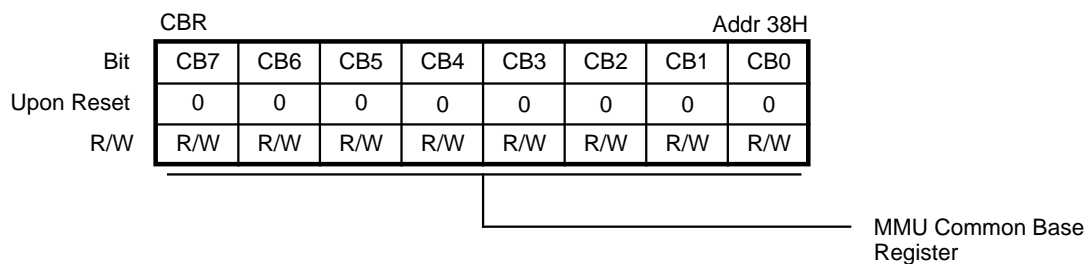 CBR Addr 38H
Bit CB7 CB6 CB5 CB4 CB3 CB2 CB1 CB0
Upon Reset 0 0 0 0 0 0 0 0
R/W R/W R/W R/W R/W R/W R/W R/W R/W
MMU Common Base
Register